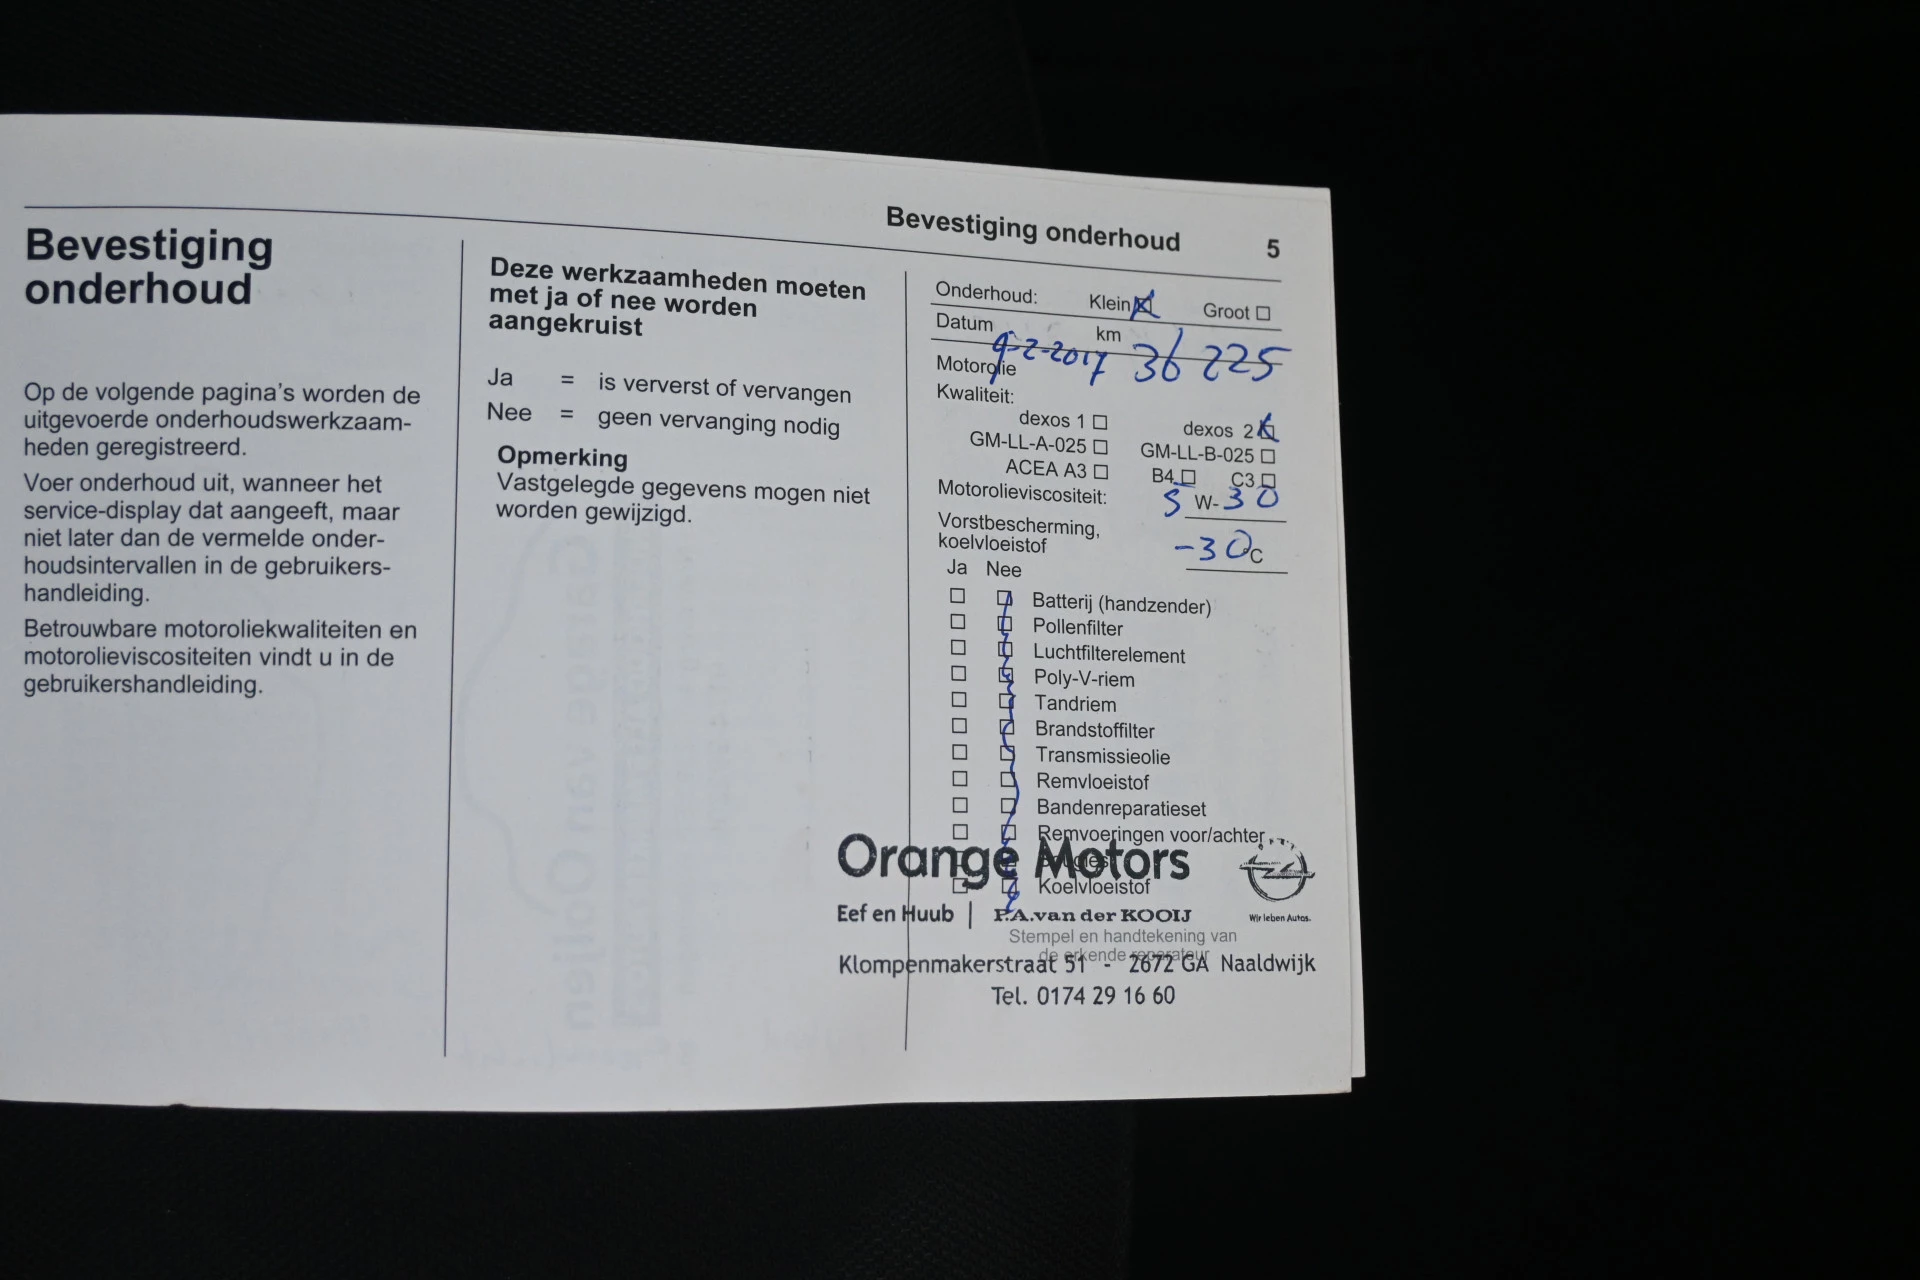 Bevestiging onderhoud 5
Bevestiging
onderhoud
Op de volgende pagina's worden de
uitgevoerde onderhoudswerkzaam-
heden geregistreerd.
Voer onderhoud uit, wanneer het
service-display dat aangeeft, maar
niet later dan de vermelde onder-
houdsintervallen in de gebruikers-
handleiding.
Betrouwbare motoroliekwaliteiten en
motorolieviscositeiten vindt u in de
gebruikershandleiding.
Deze werkzaamheden moeten
met ja of nee worden
aangekruist
Ja = is ververst of vervangen
Nee = geen vervanging nodig
Opmerking
Vastgelegde gegevens mogen niet
worden gewijzigd.
Onderhoud: Klein Groot
Datum km
9-2-2017 36225
Motorolie
Kwaliteit:
dexos 1 dexos 2
GM-LL-A-025 GM-LL-B-025
ACEA A3 B4 C3
Motorolieviscositeit: 5 W-30
Vorstbescherming,
koelvloeistof -30°C
Ja Nee
Batterij (handzender)
Pollenfilter
Luchtfilterelement
Poly-V-riem
Tandriem
Brandstoffilter
Transmissieolie
Remvloeistof
Bandenreparatieset
Remvoeringen voor/achter
Orange Motors
Koelvloeistof
Eef en Huub | P.A.van der KOOIJ
Wir leben Autos.
Stempel en handtekening van
de erkende reparateur
Klompenmakerstraat 51 - 2672 GA Naaldwijk
Tel. 0174 29 16 60